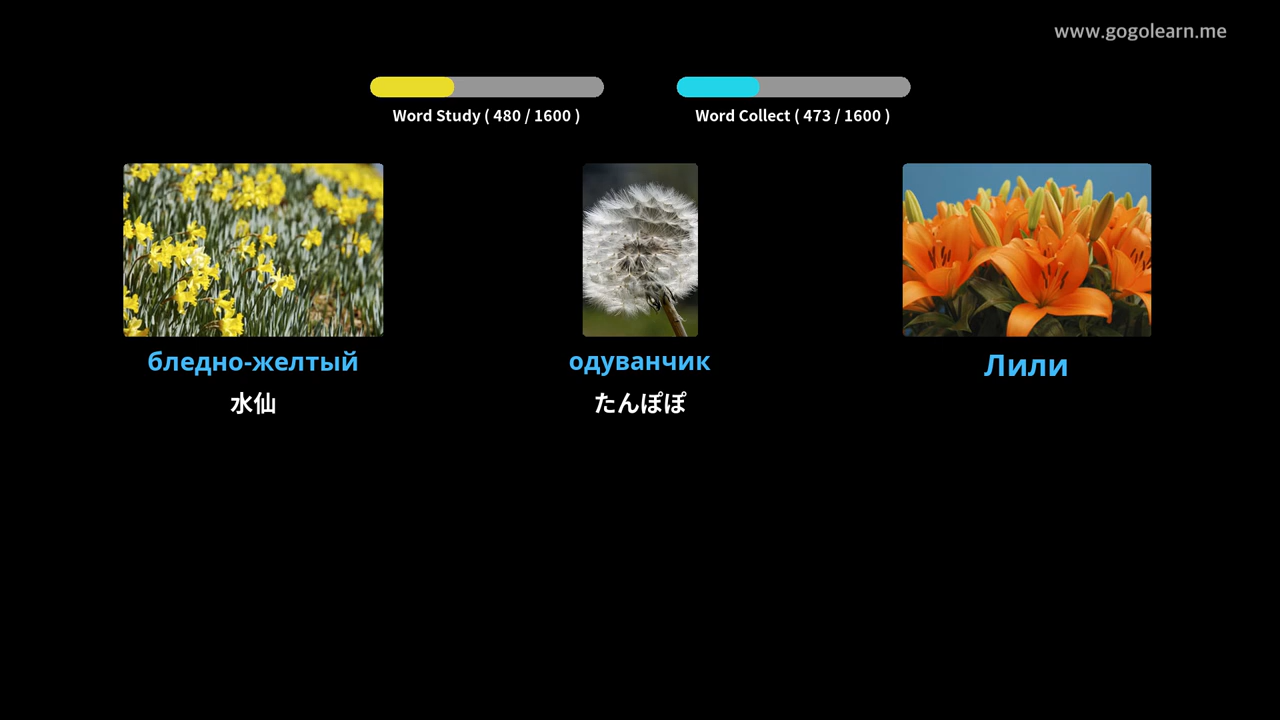 www.gogolearn.me
Word Study ( 480 / 1600 )
Word Collect ( 473 / 1600 )
бледно-желтый
одуванчик
Лили
水仙
たんぽぽ